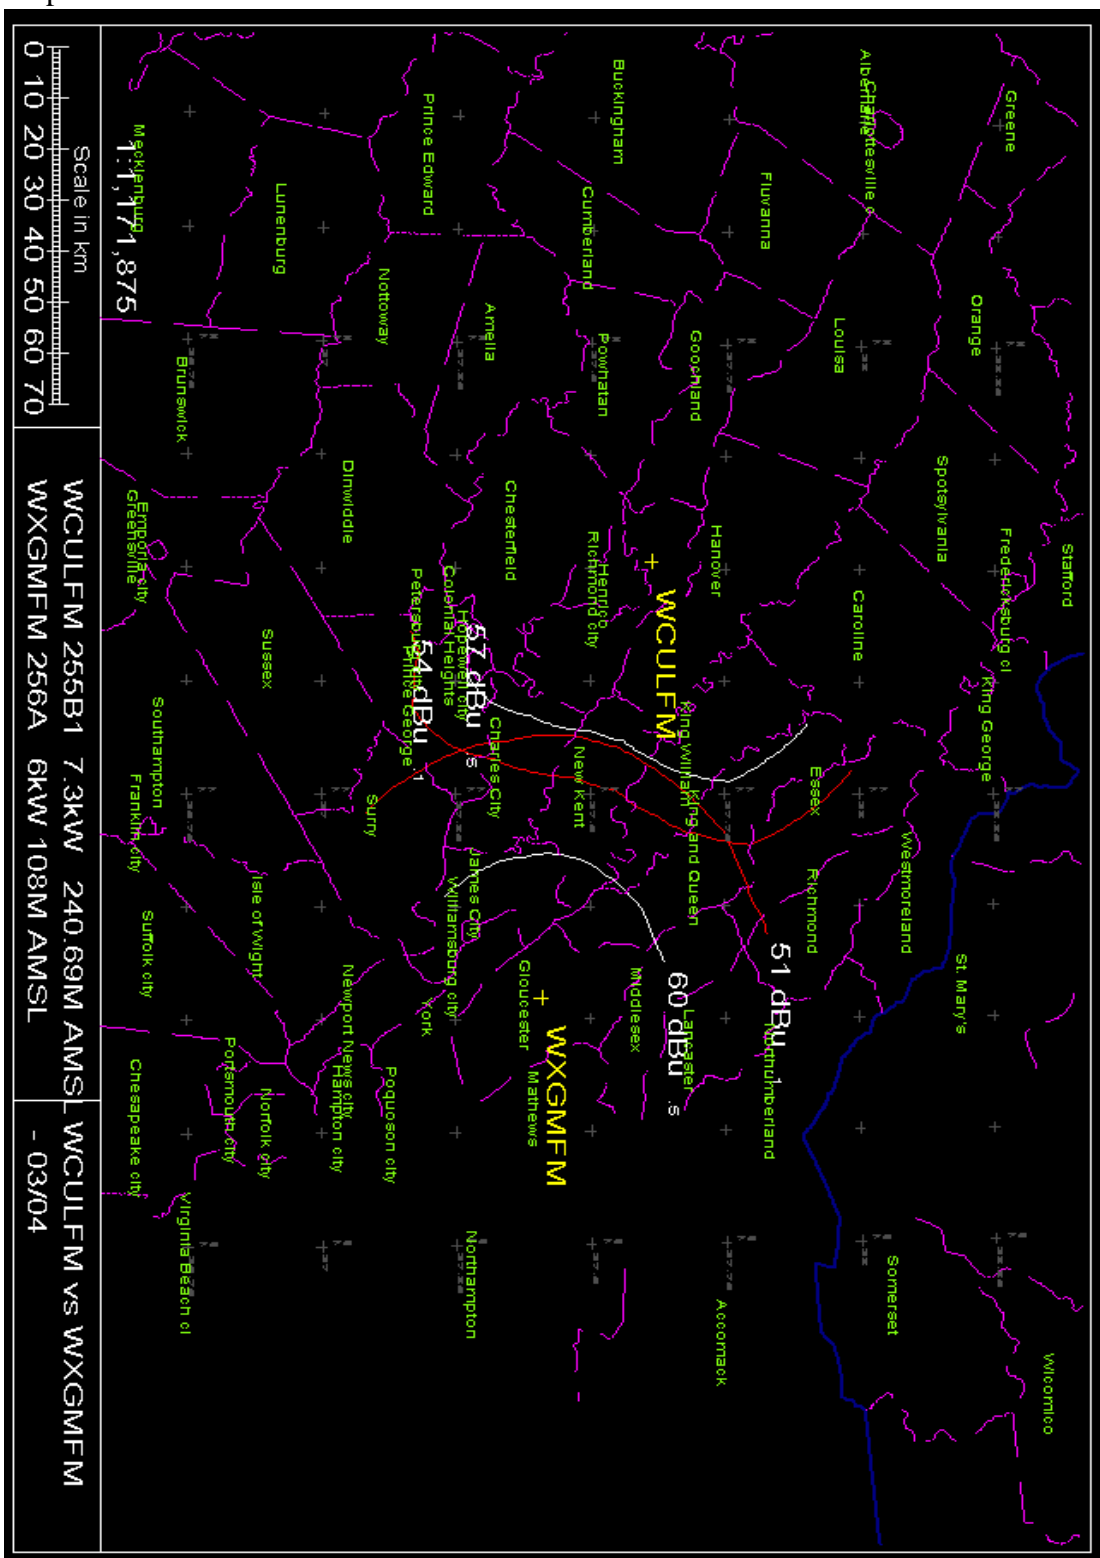 Stafford
Wicomico
Greene
Fredericksburg ci
King George
Orange
St. Mary's
Spotsylvania
Westmoreland
Somerset
Charlottesville c
Albemarle
Caroline
Louisa
Essex
Richmond
51 dBu .1
Northumberland
Fluvanna
Accomack
Hanover
Goochland
King and Queen
Lancaster
King William
60 dBu .s
WCULFM
Middlesex
Buckingham
Powhatan
Henrico
Richmond city
Cumberland
New Kent
WXGMFM
Mathews
Gloucester
Chesterfield
Charles City
Amelia
57 dBu .s
James City
Northampton
Hopewell city
Williamsburg city
Colonial Heights
Prince Edward
York
54 dBu .1
Petersburg
Prince George
Poquoson city
Nottoway
Surry
Dinwiddie
Newport News city
Hampton city
Lunenburg
Sussex
Norfolk city
Isle of Wight
Portsmouth city
Virginia Beach ci
Brunswick
Southampton
Suffolk city
Emporia city
Mecklenburg
Greensville
Franklin city
Chesapeake city
1:1,171,875
Scale in km
0 10 20 30 40 50 60 70
WCULFM 255B1 7.3kW 240.69M AMSL
WXGMFM 256A 6kW 108M AMSL
WCULFM vs WXGMFM
- 03/04